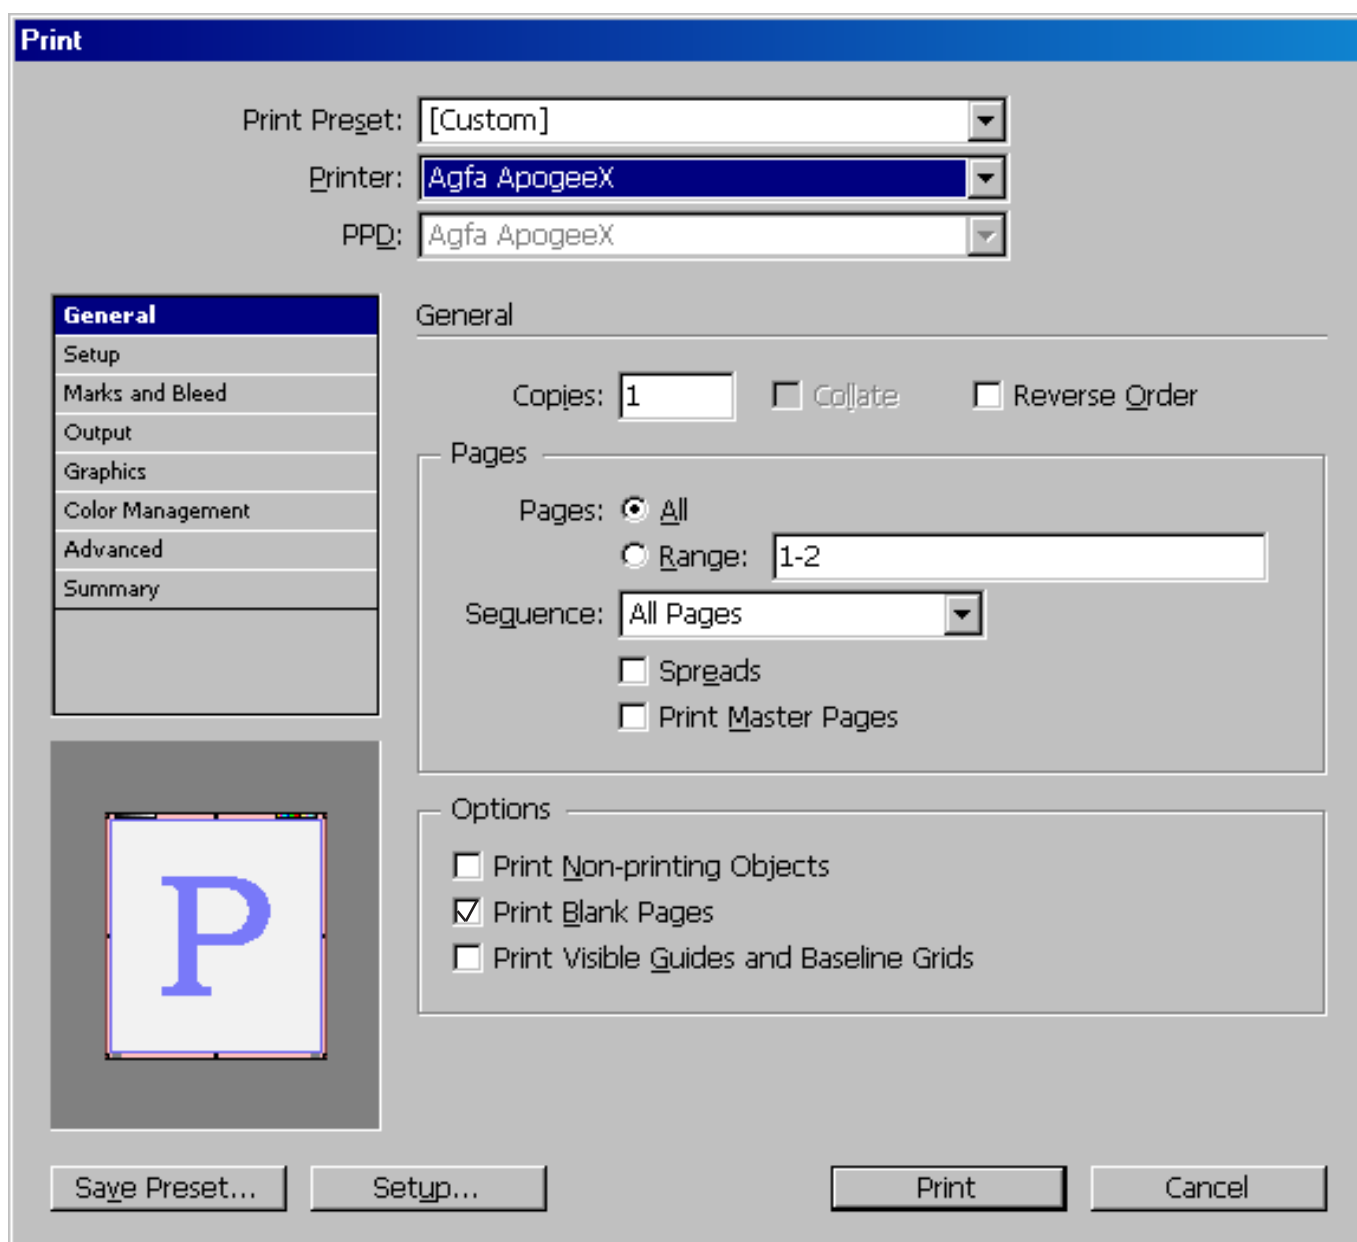 Print
Print Preset: [Custom]
Printer: Agfa ApogeeX
PPD: Agfa ApogeeX
General
Setup
Marks and Bleed
Output
Graphics
Color Management
Advanced
Summary
General
Copies: 1 Collate Reverse Order
Pages
Pages: All
Range: 1-2
Sequence: All Pages
Spreads
Print Master Pages
Options
Print Non-printing Objects
Print Blank Pages
Print Visible Guides and Baseline Grids
P
Save Preset... Setup... Print Cancel